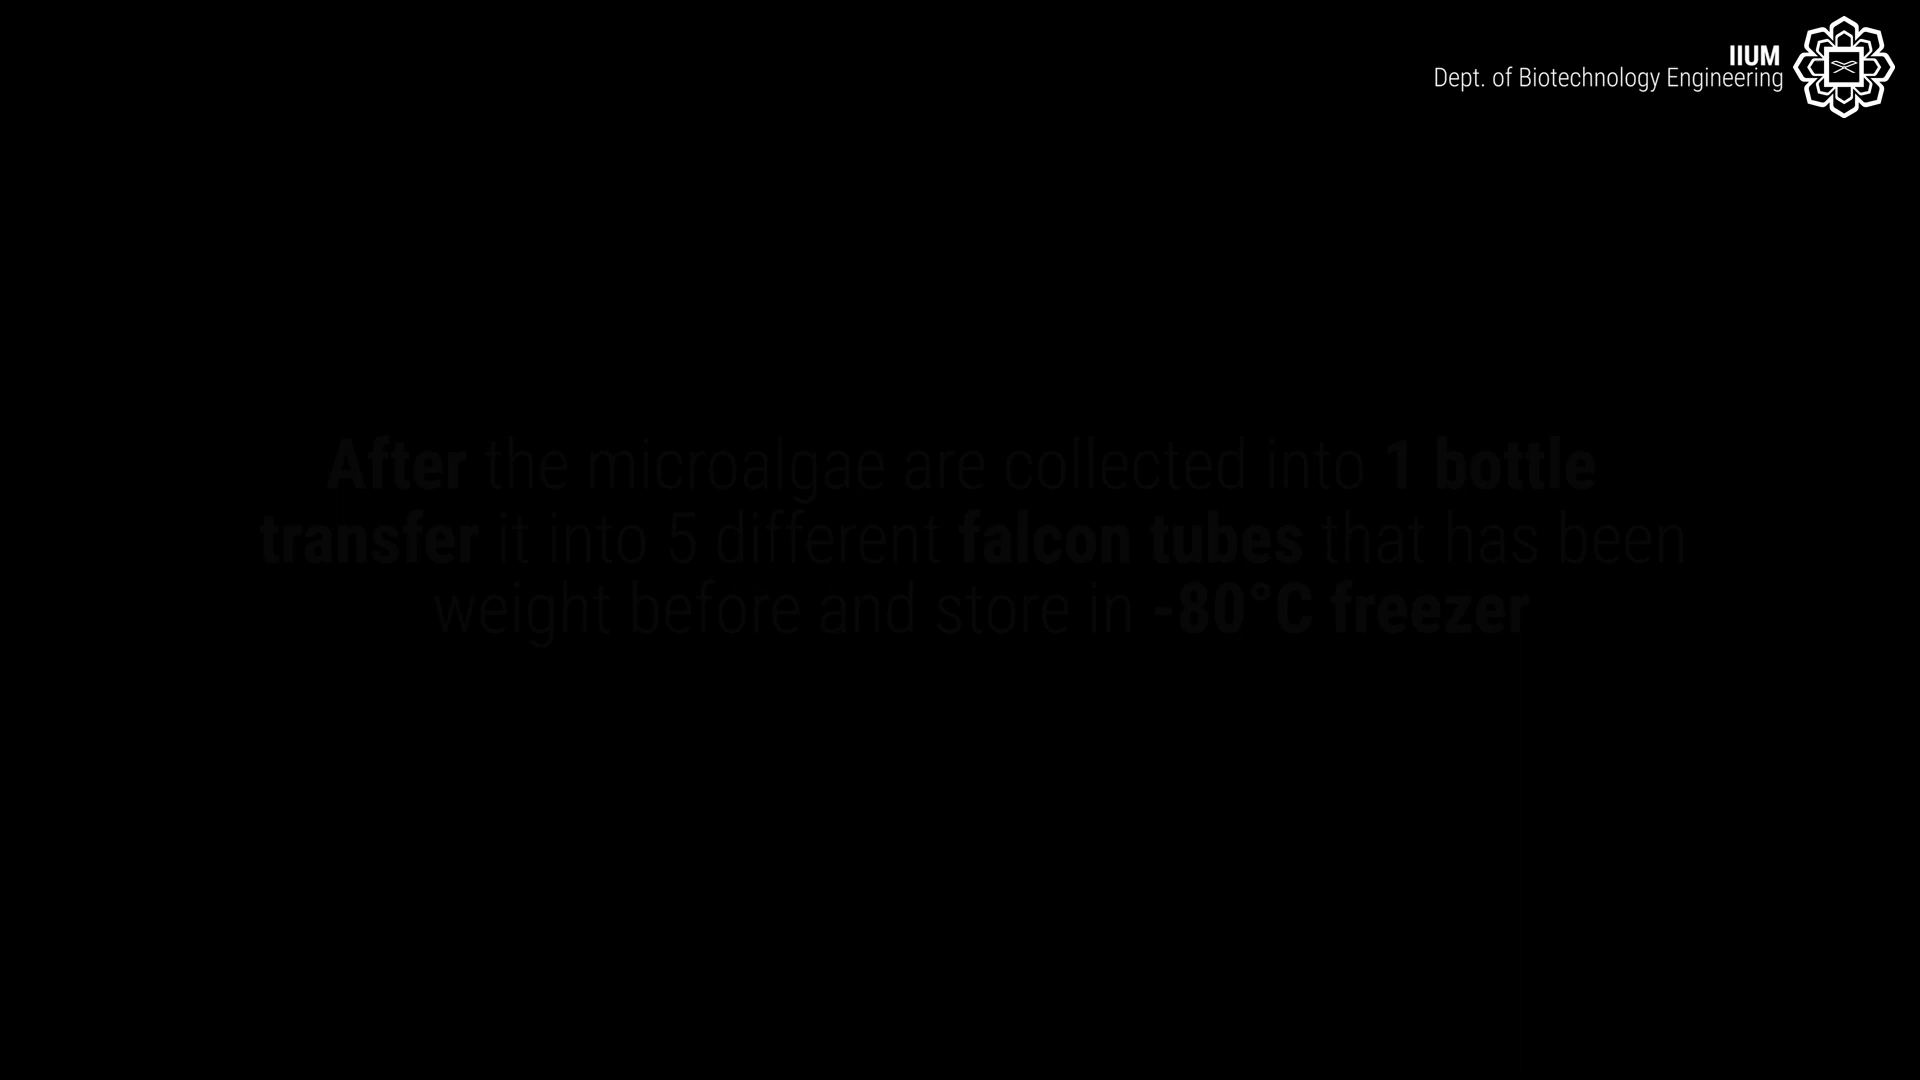 IIUM
Dept. of Biotechnology Engineering
After the microalgae are collected into 1 bottle
transfer it into 5 different falcon tubes that has been
weight before and store in -80°C freezer